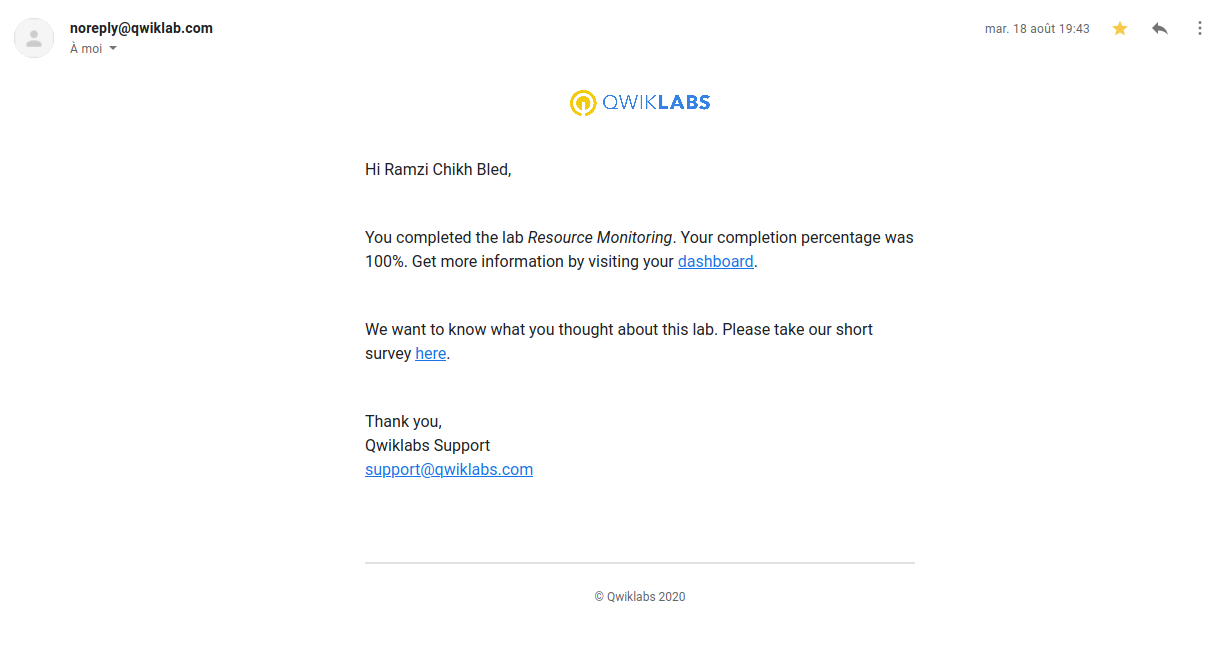 noreply@qwiklab.com
mar. 18 août 19:43
À moi
QWIKLABS
Hi Ramzi Chikh Bled,
You completed the lab Resource Monitoring. Your completion percentage was
100%. Get more information by visiting your dashboard.
We want to know what you thought about this lab. Please take our short
survey here.
Thank you,
Qwiklabs Support
support@qwiklabs.com
© Qwiklabs 2020